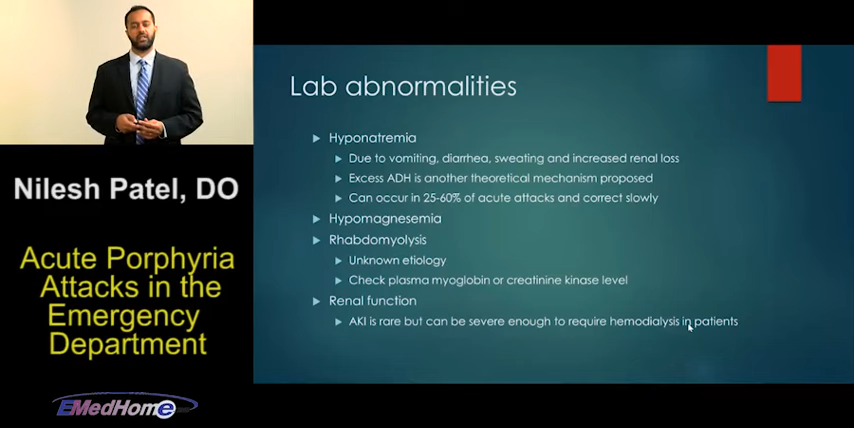 Nilesh Patel, DO
Acute Porphyria
Attacks in the
Emergency
Department
EMedHome
Lab abnormalities
Hyponatremia
Due to vomiting, diarrhea, sweating and increased renal loss
Excess ADH is another theoretical mechanism proposed
Can occur in 25-60% of acute attacks and correct slowly
Hypomagnesemia
Rhabdomyolysis
Unknown etiology
Check plasma myoglobin or creatinine kinase level
Renal function
AKI is rare but can be severe enough to require hemodialysis in patients